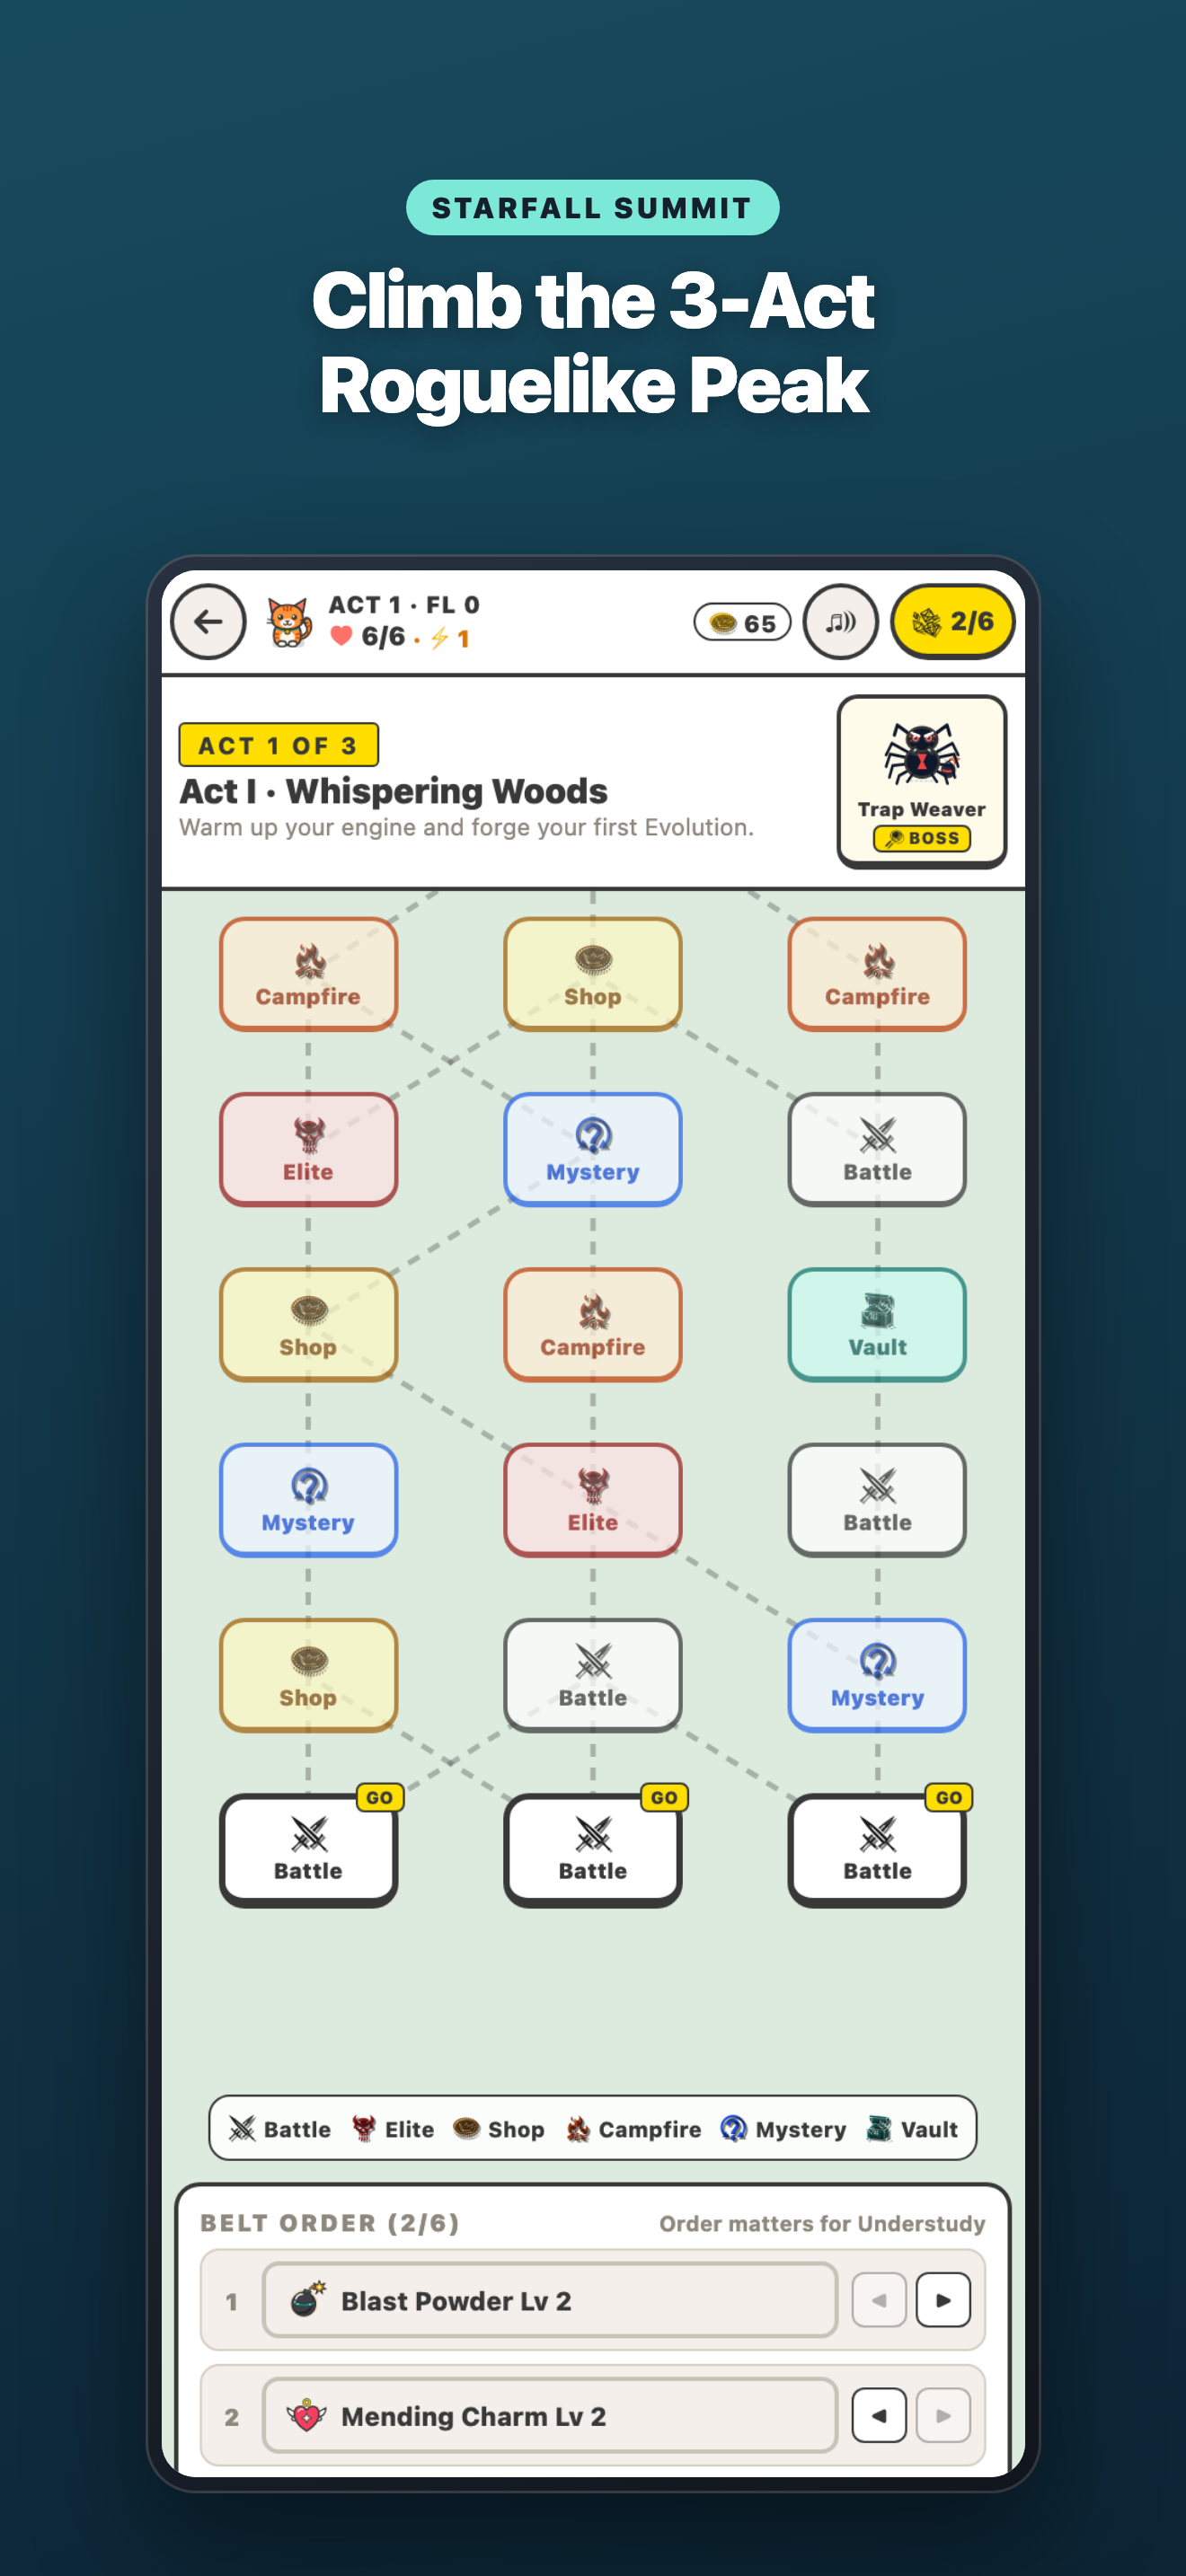 STARFALL SUMMIT
Climb the 3-Act
Roguelike Peak
ACT 1 · FL 0
6/6 · 1
65
2/6
ACT 1 OF 3
Act I · Whispering Woods
Warm up your engine and forge your first Evolution.
Trap Weaver
BOSS
Campfire Shop Campfire
Elite Mystery Battle
Shop Campfire Vault
Mystery Elite Battle
Shop Battle Mystery
GO GO GO
Battle Battle Battle
Battle Elite Shop Campfire Mystery Vault
BELT ORDER (2/6) Order matters for Understudy
1 Blast Powder Lv 2
2 Mending Charm Lv 2